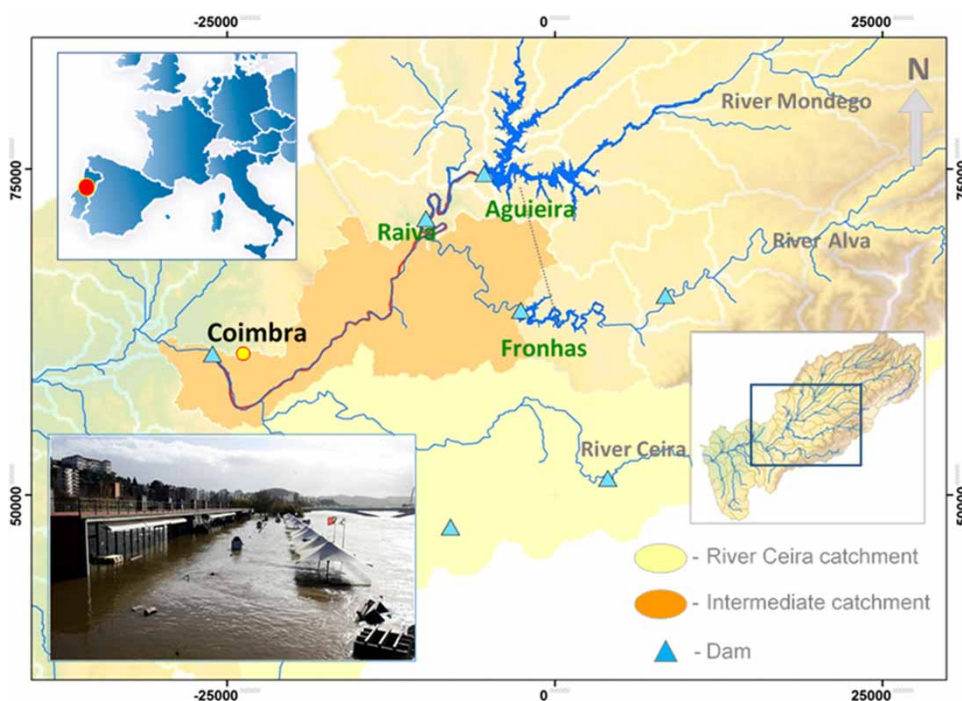 -25000 0 25000
N
River Mondego
75000 75000
Aguieira
Raiva
River Alva
Coimbra
Fronhas
River Ceira
50000 50000
- River Ceira catchment
- Intermediate catchment
- Dam
-25000 0 25000